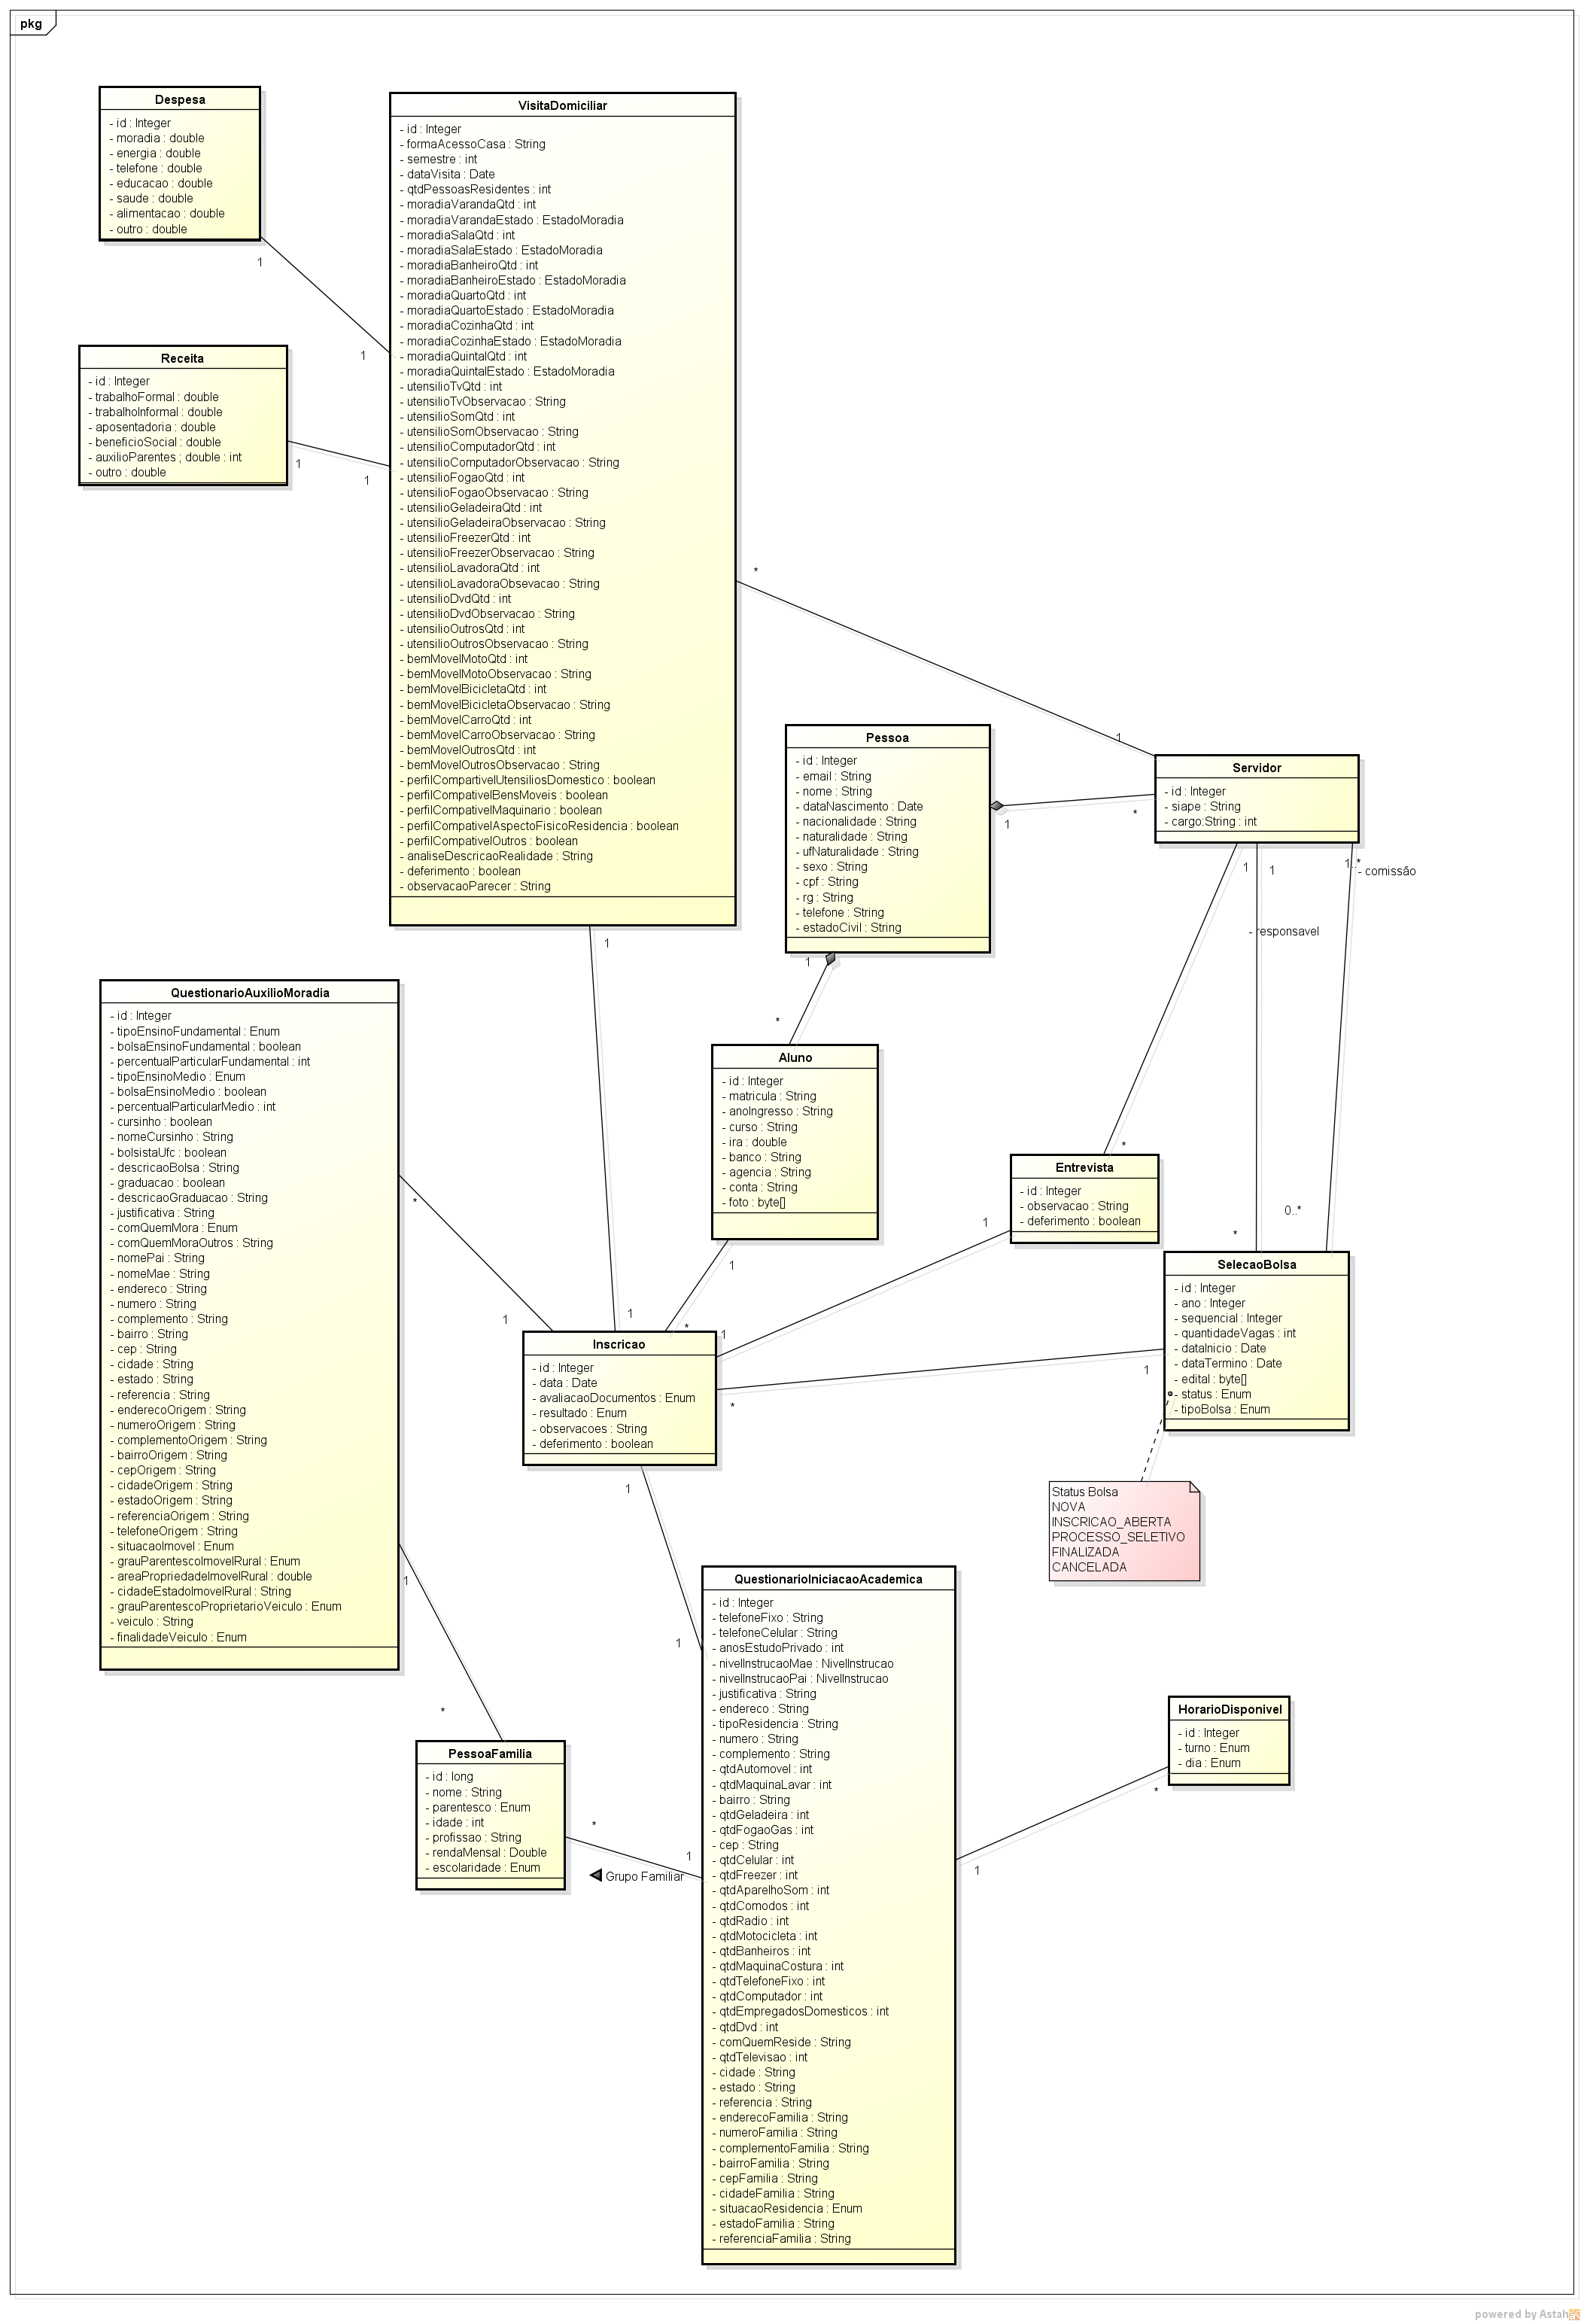 pkg
Despesa
- id : Integer
- moradia : double
- energia : double
- telefone : double
- educacao : double
- saude : double
- alimentacao : double
- outro : double
1
1
Receita
- id : Integer
- trabalhoFormal : double
- trabalhoInformal : double
- aposentadoria : double
- beneficioSocial : double
- auxilioParentes ; double : int
- outro : double
1
1
VisitaDomiciliar
- id : Integer
- formaAcessoCasa : String
- semestre : int
- dataVisita : Date
- qtdPessoasResidentes : int
- moradiaVarandaQtd : int
- moradiaVarandaEstado : EstadoMoradia
- moradiaSalaQtd : int
- moradiaSalaEstado : EstadoMoradia
- moradiaBanheiroQtd : int
- moradiaBanheiroEstado : EstadoMoradia
- moradiaQuartoQtd : int
- moradiaQuartoEstado : EstadoMoradia
- moradiaCozinhaQtd : int
- moradiaCozinhaEstado : EstadoMoradia
- moradiaQuintalQtd : int
- moradiaQuintalEstado : EstadoMoradia
- utensilioTvQtd : int
- utensilioTvObservacao : String
- utensilioSomQtd : int
- utensilioSomObservacao : String
- utensilioComputadorQtd : int
- utensilioComputadorObservacao : String
- utensilioFogaoQtd : int
- utensilioFogaoObservacao : String
- utensilioGeladeiraQtd : int
- utensilioGeladeiraObservacao : String
- utensilioFreezerQtd : int
- utensilioFreezerObservacao : String
- utensilioLavadoraQtd : int
- utensilioLavadoraObsevacao : String
- utensilioDvdQtd : int
- utensilioDvdObservacao : String
- utensilioOutrosQtd : int
- utensilioOutrosObservacao : String
- bemMovelMotoQtd : int
- bemMovelMotoObservacao : String
- bemMovelBicicletaQtd : int
- bemMovelBicicletaObservacao : String
- bemMovelCarroQtd : int
- bemMovelCarroObservacao : String
- bemMovelOutrosQtd : int
- bemMovelOutrosObservacao : String
- perfilCompartivelUtensiliosDomestico : boolean
- perfilCompativelBensMoveis : boolean
- perfilCompativelMaquinario : boolean
- perfilCompativelAspectoFisicoResidencia : boolean
- perfilCompativelOutros : boolean
- analiseDescricaoRealidade : String
- deferimento : boolean
- observacaoParecer : String
*
1
1
1
Pessoa
- id : Integer
- email : String
- nome : String
- dataNascimento : Date
- nacionalidade : String
- naturalidade : String
- ufNaturalidade : String
- sexo : String
- cpf : String
- rg : String
- telefone : String
- estadoCivil : String
1
*
1
*
Servidor
- id : Integer
- siape : String
- cargo:String : int
1
1
1..*
- comissão
- responsavel
*
*
0..*
QuestionarioAuxilioMoradia
- id : Integer
- tipoEnsinoFundamental : Enum
- bolsaEnsinoFundamental : boolean
- percentualParticularFundamental : int
- tipoEnsinoMedio : Enum
- bolsaEnsinoMedio : boolean
- percentualParticularMedio : int
- cursinho : boolean
- nomeCursinho : String
- bolsistaUfc : boolean
- descricaoBolsa : String
- graduacao : boolean
- descricaoGraduacao : String
- justificativa : String
- comQuemMora : Enum
- comQuemMoraOutros : String
- nomePai : String
- nomeMae : String
- endereco : String
- numero : String
- complemento : String
- bairro : String
- cep : String
- cidade : String
- estado : String
- referencia : String
- enderecoOrigem : String
- numeroOrigem : String
- complementoOrigem : String
- bairroOrigem : String
- cepOrigem : String
- cidadeOrigem : String
- estadoOrigem : String
- referenciaOrigem : String
- telefoneOrigem : String
- situacaoImovel : Enum
- grauParentescoImovelRural : Enum
- areaPropriedadeImovelRural : double
- cidadeEstadoImovelRural : String
- grauParentescoProprietarioVeiculo : Enum
- veiculo : String
- finalidadeVeiculo : Enum
*
1
1
*
Aluno
- id : Integer
- matricula : String
- anoIngresso : String
- curso : String
- ira : double
- banco : String
- agencia : String
- conta : String
- foto : byte[]
1
*
Entrevista
- id : Integer
- observacao : String
- deferimento : boolean
1
1
SelecaoBolsa
- id : Integer
- ano : Integer
- sequencial : Integer
- quantidadeVagas : int
- dataInicio : Date
- dataTermino : Date
- edital : byte[]
- status : Enum
- tipoBolsa : Enum
1
*
Inscricao
- id : Integer
- data : Date
- avaliacaoDocumentos : Enum
- resultado : Enum
- observacoes : String
- deferimento : boolean
1
1
Status Bolsa
NOVA
INSCRICAO_ABERTA
PROCESSO_SELETIVO
FINALIZADA
CANCELADA
QuestionarioIniciacaoAcademica
- id : Integer
- telefoneFixo : String
- telefoneCelular : String
- anosEstudoPrivado : int
- nivelInstrucaoMae : NivelInstrucao
- nivelInstrucaoPai : NivelInstrucao
- justificativa : String
- endereco : String
- tipoResidencia : String
- numero : String
- complemento : String
- qtdAutomovel : int
- qtdMaquinaLavar : int
- bairro : String
- qtdGeladeira : int
- qtdFogaoGas : int
- cep : String
- qtdCelular : int
- qtdFreezer : int
- qtdAparelhoSom : int
- qtdComodos : int
- qtdRadio : int
- qtdMotocicleta : int
- qtdBanheiros : int
- qtdMaquinaCostura : int
- qtdTelefoneFixo : int
- qtdComputador : int
- qtdEmpregadosDomesticos : int
- qtdDvd : int
- comQuemReside : String
- qtdTelevisao : int
- cidade : String
- estado : String
- referencia : String
- enderecoFamilia : String
- numeroFamilia : String
- complementoFamilia : String
- bairroFamilia : String
- cepFamilia : String
- cidadeFamilia : String
- situacaoResidencia : Enum
- estadoFamilia : String
- referenciaFamilia : String
PessoaFamilia
- id : long
- nome : String
- parentesco : Enum
- idade : int
- profissao : String
- rendaMensal : Double
- escolaridade : Enum
*
1
Grupo Familiar
HorarioDisponivel
- id : Integer
- turno : Enum
- dia : Enum
*
1
powered by Astah